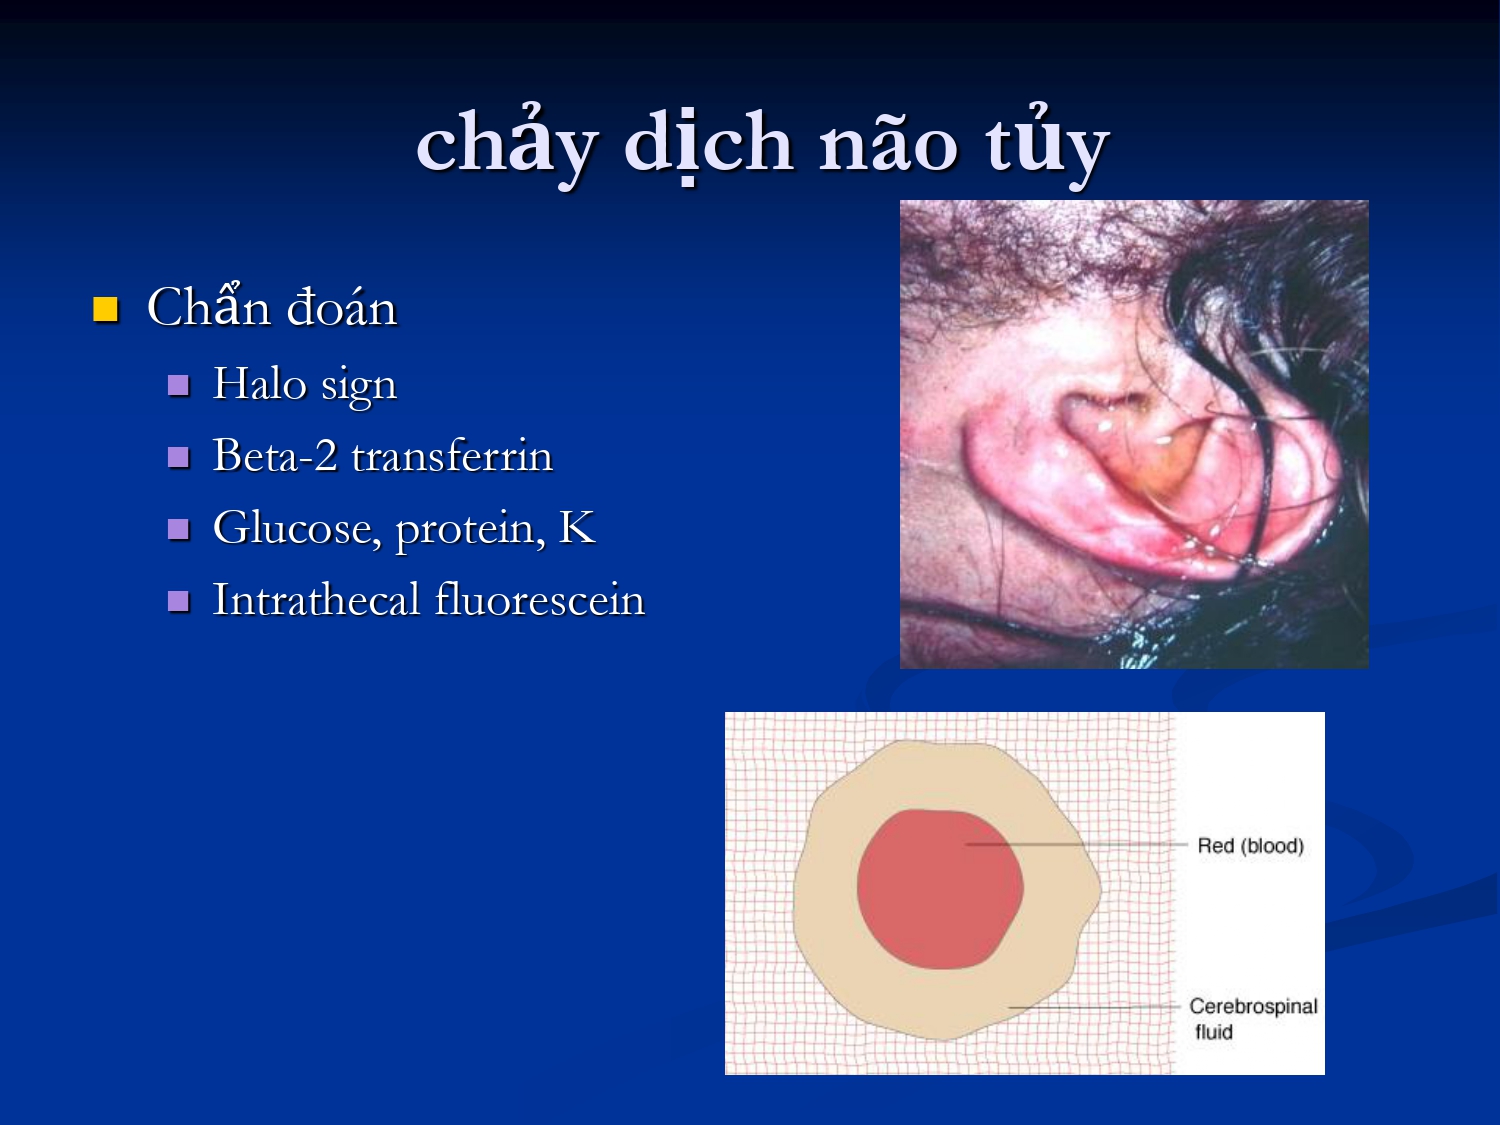 chảy dịch não tủy
Chẩn đoán
Halo sign
Beta-2 transferrin
Glucose, protein, K
Intrathecal fluorescein
Red (blood)
Cerebrospinal
fluid